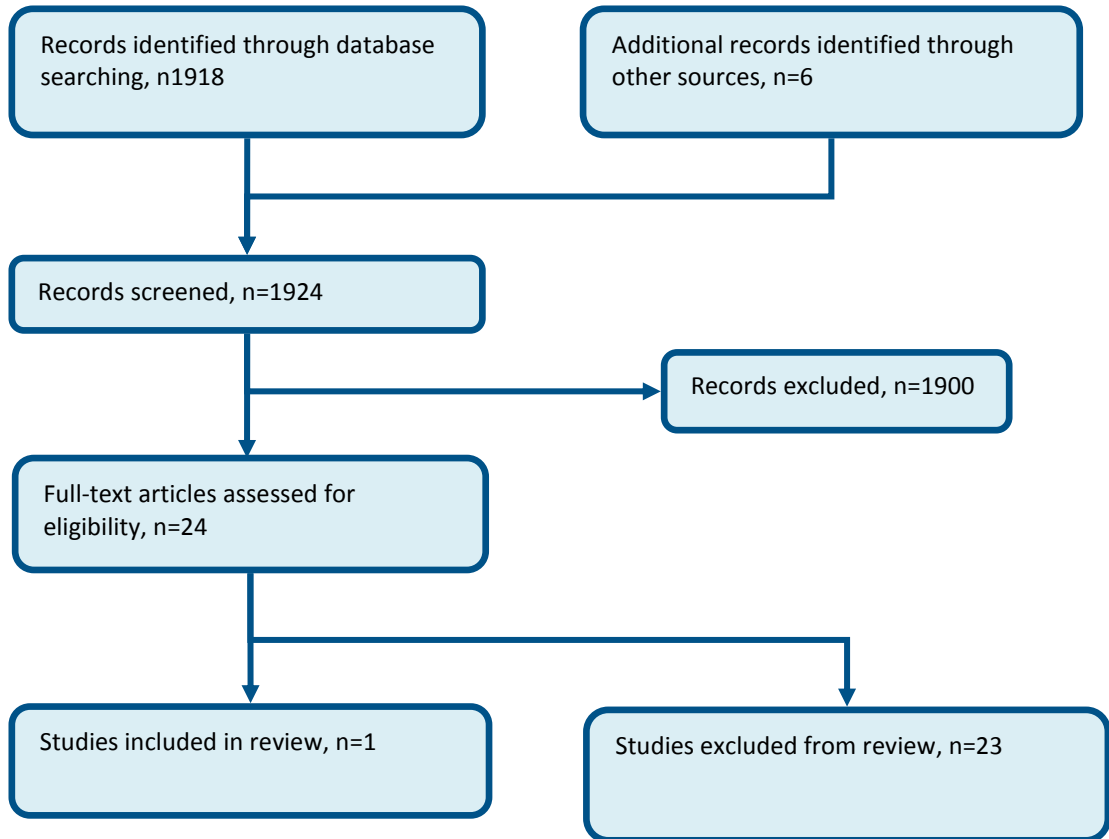 Records identified through database
searching, n1918
Additional records identified through
other sources, n=6
Records screened, n=1924
Records excluded, n=1900
Full-text articles assessed for
eligibility, n=24
Studies included in review, n=1
Studies excluded from review, n=23